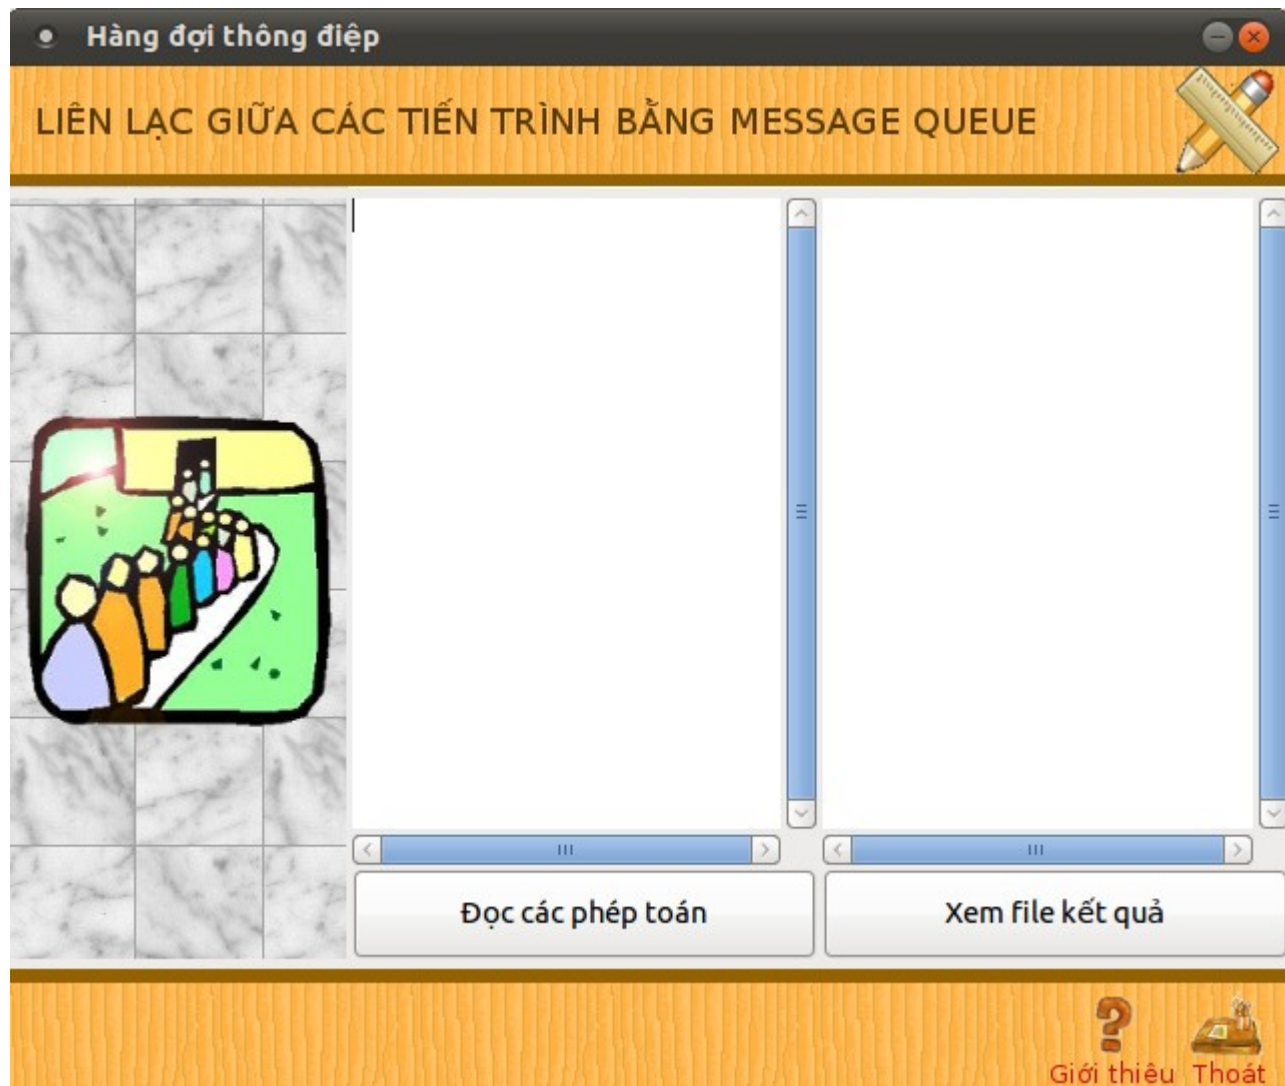 Hàng đợi thông điệp
LIÊN LẠC GIỮA CÁC TIẾN TRÌNH BẰNG MESSAGE QUEUE
Đọc các phép toán
Xem file kết quả
Giới thiệu
Thoát